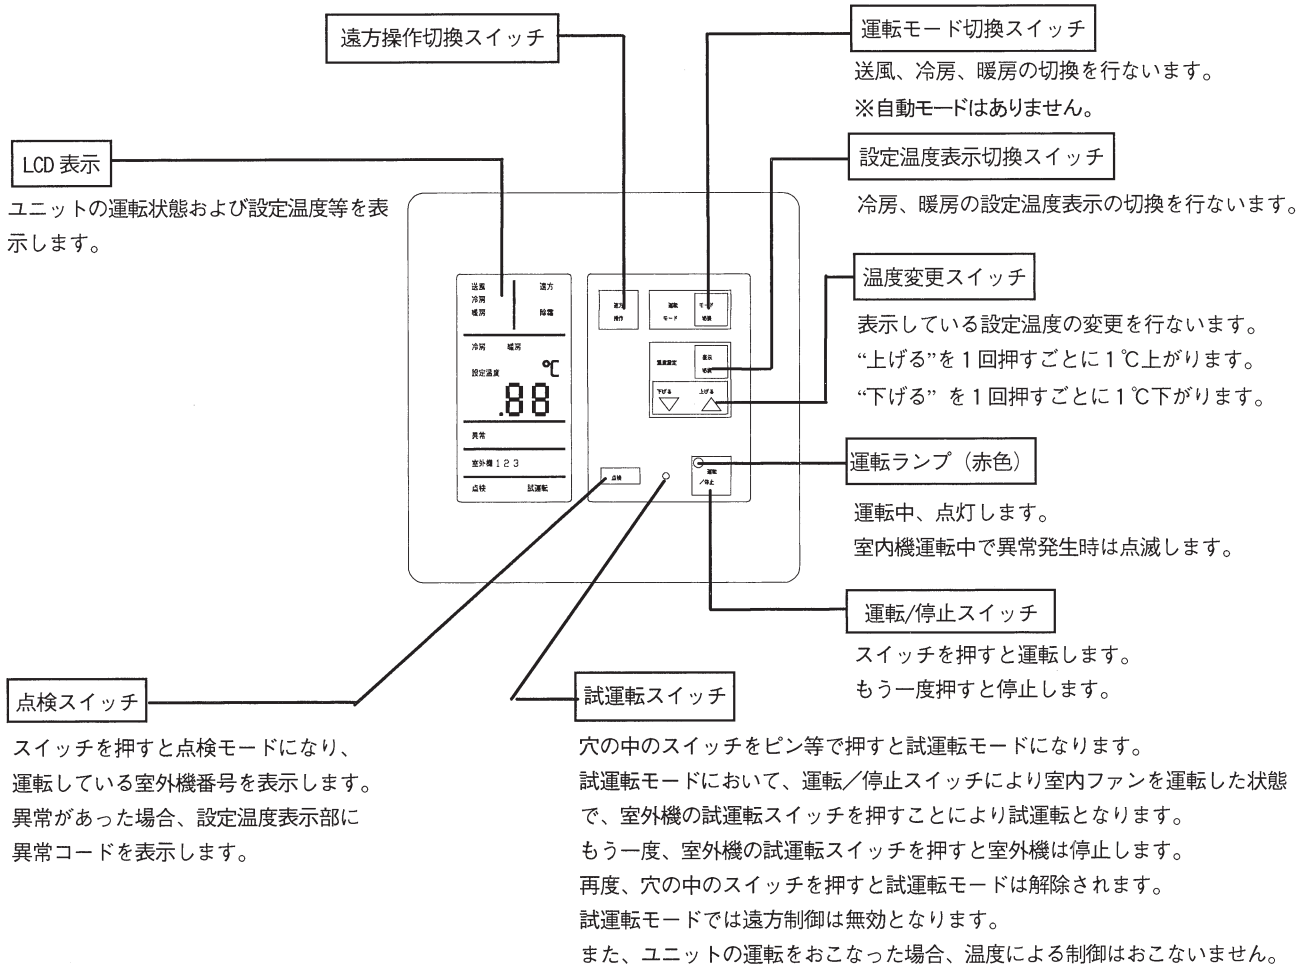 遠方操作切換スイッチ
運転モード切換スイッチ
送風、冷房、暖房の切換を行ないます。
※自動モードはありません。
LCD 表示
ユニットの運転状態および設定温度等を表
示します。
設定温度表示切換スイッチ
冷房、暖房の設定温度表示の切換を行ないます。
温度変更スイッチ
表示している設定温度の変更を行ないます。
“上げる”を1回押すごとに1℃上がります。
“下げる” を1回押すごとに1℃下がります。
送風 遠方
冷房
暖房 除霜
冷房 暖房
設定温度 ℃
.88
異常
室外機 1 2 3
点検 試運転
遠方
操作
運転
モード
モード
切換
温度設定
表示
切換
下げる 上げる
▽ △
点検
運転
/停止
運転ランプ（赤色）
運転中、点灯します。
室内機運転中で異常発生時は点滅します。
運転/停止スイッチ
スイッチを押すと運転します。
もう一度押すと停止します。
点検スイッチ
スイッチを押すと点検モードになり、
運転している室外機番号を表示します。
異常があった場合、設定温度表示部に
異常コードを表示します。
試運転スイッチ
穴の中のスイッチをピン等で押すと試運転モードになります。
試運転モードにおいて、運転／停止スイッチにより室内ファンを運転した状態
で、室外機の試運転スイッチを押すことにより試運転となります。
もう一度、室外機の試運転スイッチを押すと室外機は停止します。
再度、穴の中のスイッチを押すと試運転モードは解除されます。
試運転モードでは遠方制御は無効となります。
また、ユニットの運転をおこなった場合、温度による制御はおこないません。